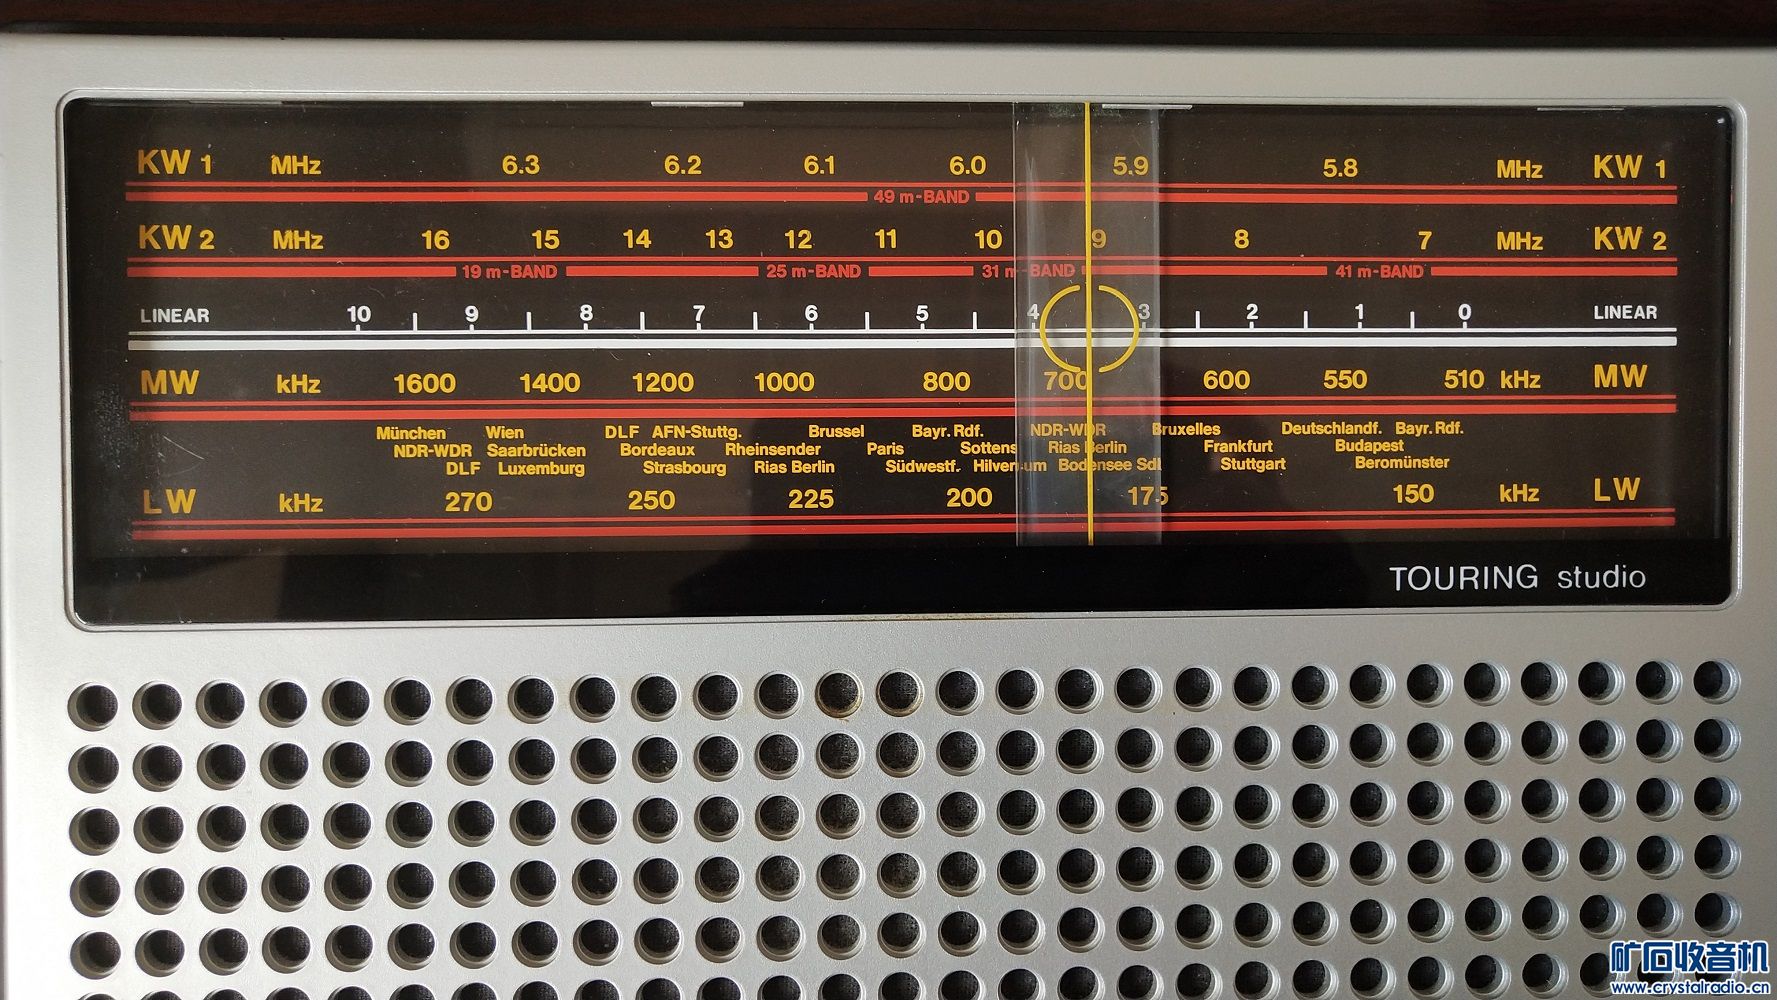 KW 1 MHz 6.3 6.2 6.1 6.0 5.9 5.8 MHz KW 1
49 m-BAND
KW 2 MHz 16 15 14 13 12 11 10 9 8 7 MHz KW 2
19 m-BAND 25 m-BAND 31 m-BAND 41 m-BAND
LINEAR 10 9 8 7 6 5 4 3 2 1 0 LINEAR
MW kHz 1600 1400 1200 1000 800 700 600 550 510 kHz MW
München Wien DLF AFN-Stuttg. Brussel Bayr. Rdf. NDR-WDR Bruxelles Deutschlandf. Bayr. Rdf.
NDR-WDR Saarbrücken Bordeaux Rheinsender Paris Sottens Rias Berlin Frankfurt Budapest
DLF Luxemburg Strasbourg Rias Berlin Südwestf. Hilversum Bodensee Sdl. Stuttgart Beromünster
LW kHz 270 250 225 200 175 150 kHz LW
TOURING studio
矿石收音机
www.crystalradio.cn